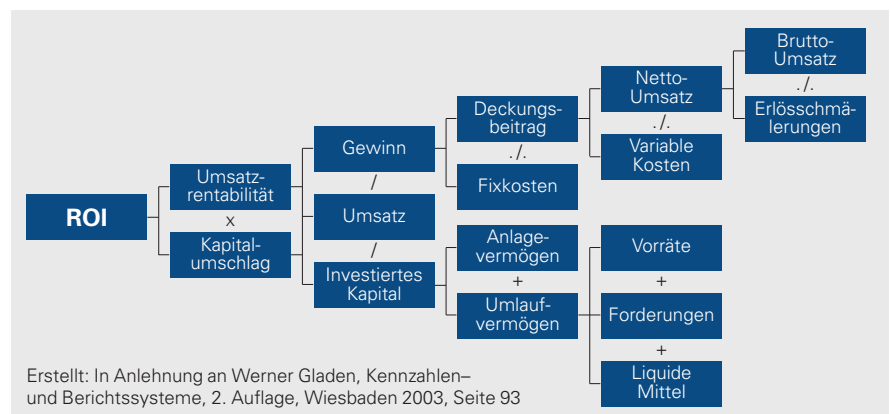 ROI
Umsatz-
rentabilität
x
Kapital-
umschlag
Gewinn
/
Umsatz
/
Investiertes
Kapital
Deckungs-
beitrag
./.
Fixkosten
Anlage-
vermögen
+
Umlauf-
vermögen
Netto-
Umsatz
./.
Variable
Kosten
Vorräte
+
Forderungen
+
Liquide
Mittel
Brutto-
Umsatz
./.
Erlösschmä-
lerungen
Erstellt: In Anlehnung an Werner Gladen, Kennzahlen–
und Berichtssysteme, 2. Auflage, Wiesbaden 2003, Seite 93